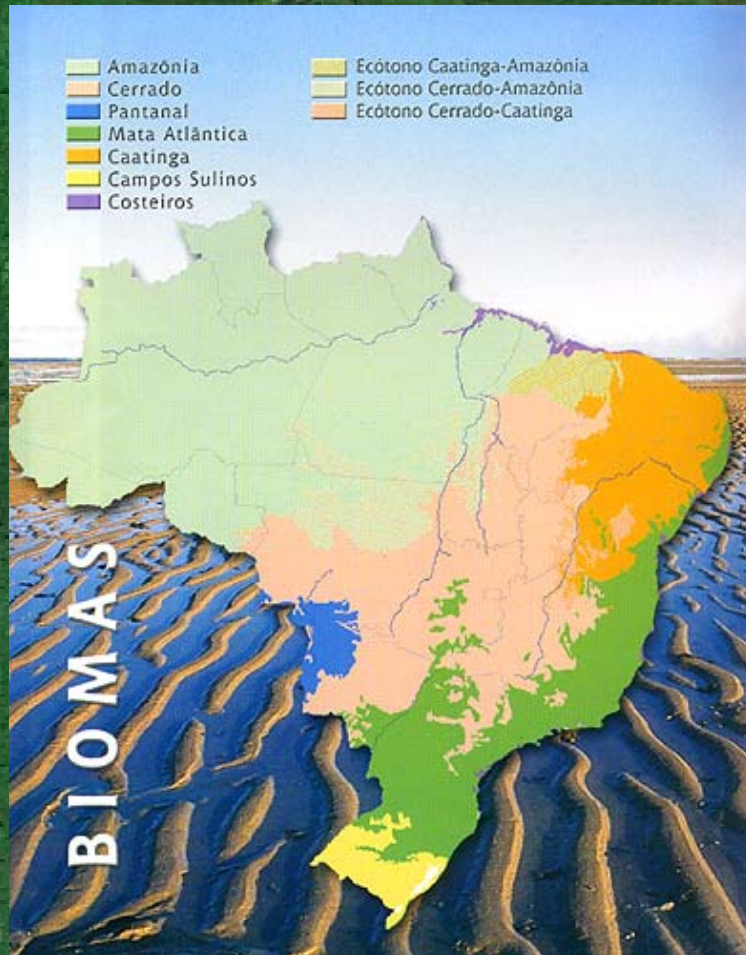 Amazônia
Cerrado
Pantanal
Mata Atlântica
Caatinga
Campos Sulinos
Costeiros
Ecótono Caatinga-Amazônia
Ecótono Cerrado-Amazônia
Ecótono Cerrado-Caatinga
BIOMAS